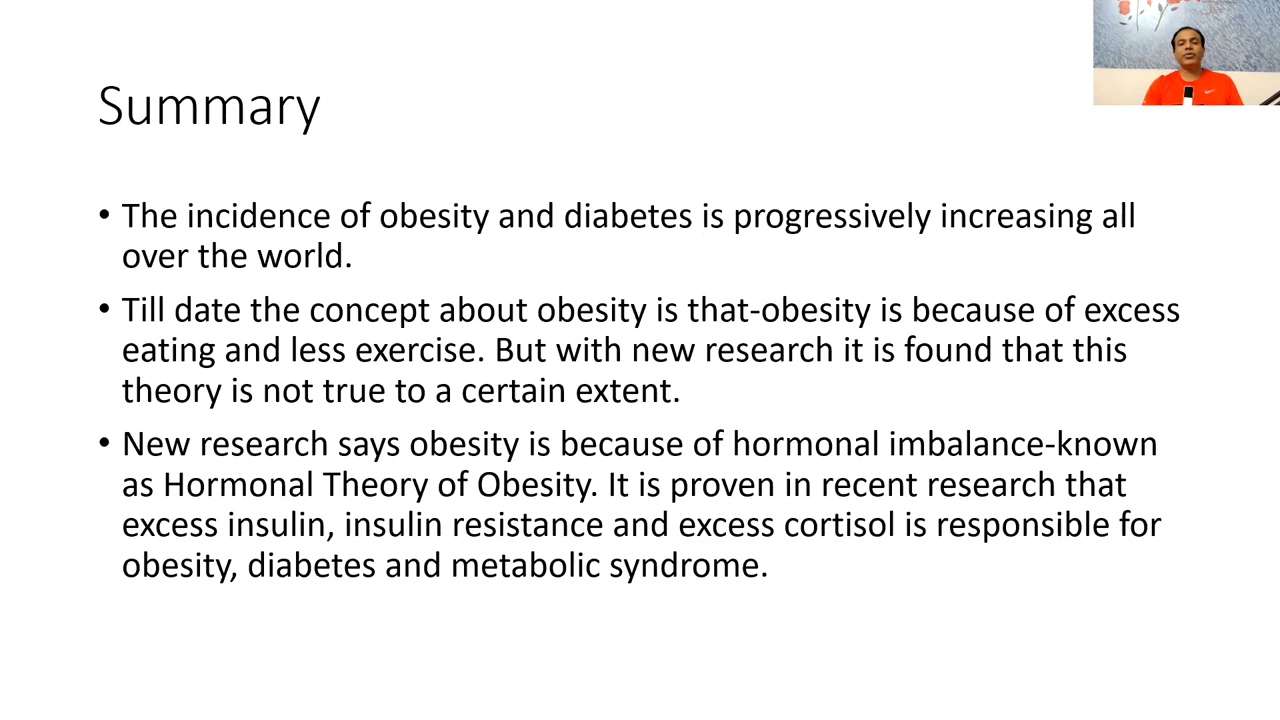 Summary
• The incidence of obesity and diabetes is progressively increasing all
over the world.
• Till date the concept about obesity is that-obesity is because of excess
eating and less exercise. But with new research it is found that this
theory is not true to a certain extent.
• New research says obesity is because of hormonal imbalance-known
as Hormonal Theory of Obesity. It is proven in recent research that
excess insulin, insulin resistance and excess cortisol is responsible for
obesity, diabetes and metabolic syndrome.